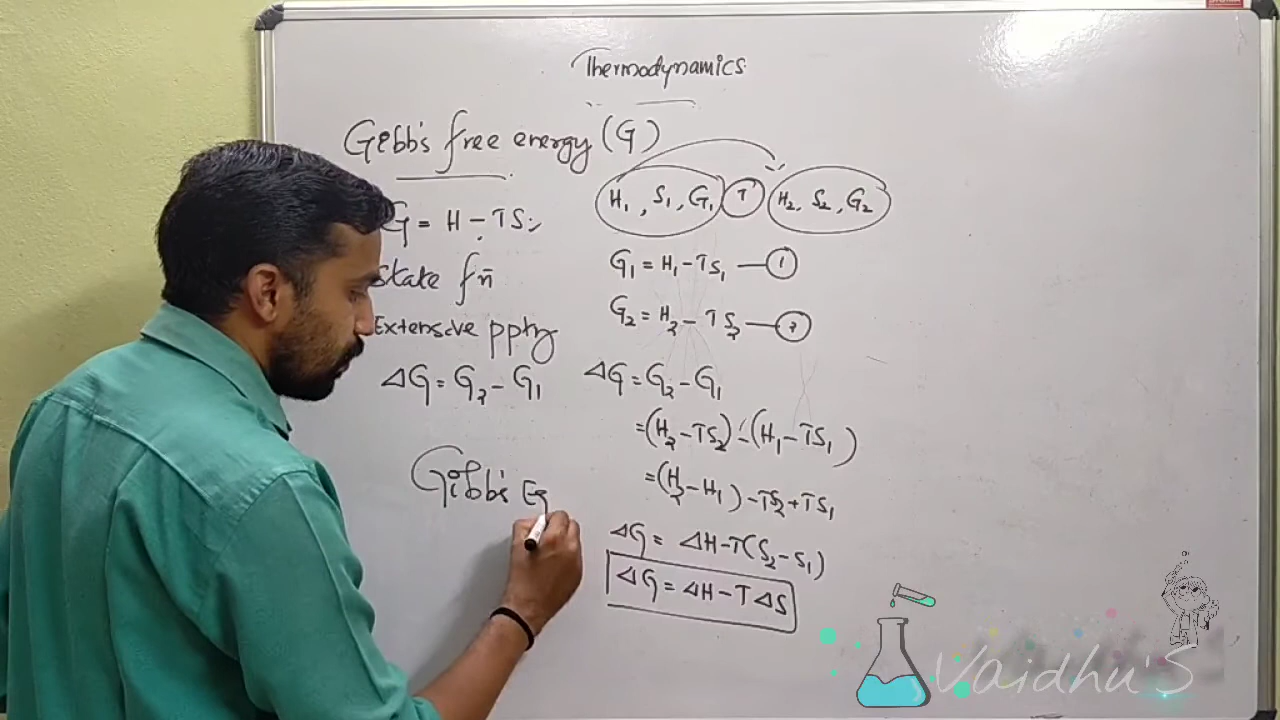 Thermodynamics
Gibb's free energy (G)
G = H - TS
State fn̄
Extensive ppty
ΔG = G₂ - G₁
Gibb's Eq
H₁, S₁, G₁ T H₂, S₂, G₂
G₁ = H₁ - TS₁ — 1
G₂ = H₂ - TS₂ — 2
ΔG = G₂ - G₁
= (H₂ - TS₂) - (H₁ - TS₁)
= (H₂ - H₁) - TS₂ + TS₁
ΔG = ΔH - T(S₂ - S₁)
ΔG = ΔH - TΔS
Vaidhu'S